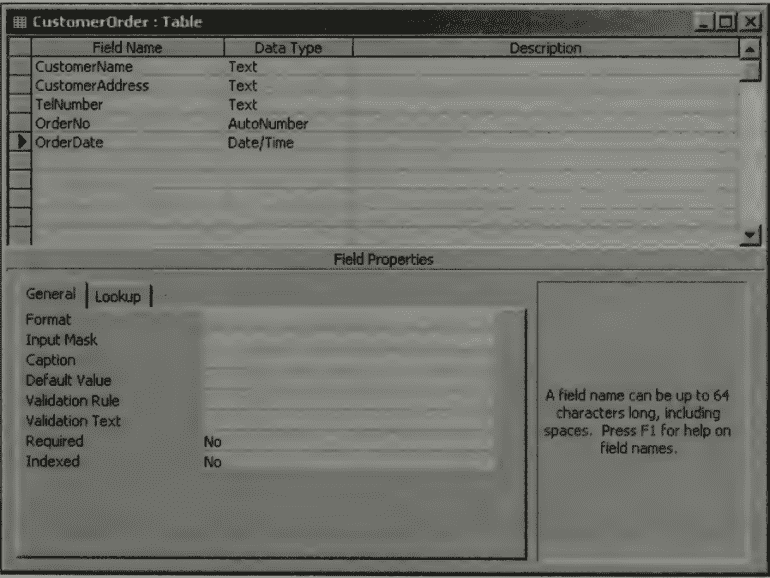 CustomerOrder : Table
Field Name Data Type Description
CustomerName Text
CustomerAddress Text
TelNumber Text
OrderNo AutoNumber
OrderDate Date/Time
Field Properties
General Lookup
Format
Input Mask
Caption
Default Value
Validation Rule
Validation Text
Required No
Indexed No
A field name can be up to 64
characters long, including
spaces. Press F1 for help on
field names.